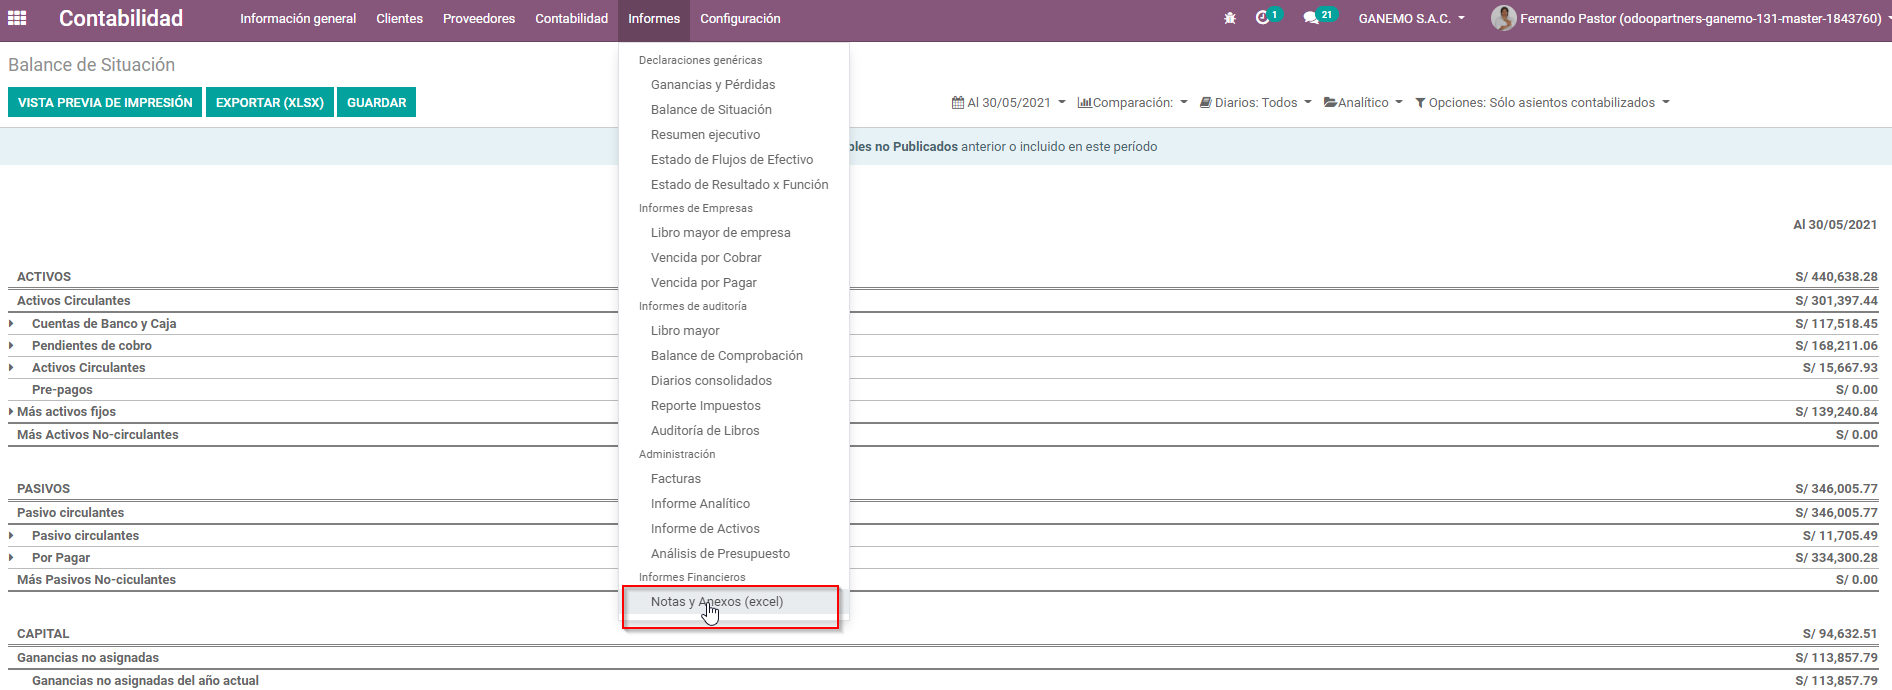 Contabilidad
Información general
Clientes
Proveedores
Contabilidad
Informes
Configuración
1
21
GANEMO S.A.C.
Fernando Pastor (odoopartners-ganemo-131-master-1843760)
Balance de Situación
VISTA PREVIA DE IMPRESIÓN
EXPORTAR (XLSX)
GUARDAR
Al 30/05/2021
Comparación:
Diarios: Todos
Analítico
Opciones: Sólo asientos contabilizados
no Publicados anterior o incluido en este período
Declaraciones genéricas
Ganancias y Pérdidas
Balance de Situación
Resumen ejecutivo
Estado de Flujos de Efectivo
Estado de Resultado x Función
Informes de Empresas
Libro mayor de empresa
Vencida por Cobrar
Vencida por Pagar
Informes de auditoría
Libro mayor
Balance de Comprobación
Diarios consolidados
Reporte Impuestos
Auditoría de Libros
Administración
Facturas
Informe Analítico
Informe de Activos
Análisis de Presupuesto
Informes Financieros
Notas y Anexos (excel)
Al 30/05/2021
ACTIVOS S/ 440,638.28
Activos Circulantes S/ 301,397.44
Cuentas de Banco y Caja S/ 117,518.45
Pendientes de cobro S/ 168,211.06
Activos Circulantes S/ 15,667.93
Pre-pagos S/ 0.00
Más activos fijos S/ 139,240.84
Más Activos No-circulantes S/ 0.00
PASIVOS S/ 346,005.77
Pasivo circulantes S/ 346,005.77
Pasivo circulantes S/ 11,705.49
Por Pagar S/ 334,300.28
Más Pasivos No-ciculantes S/ 0.00
CAPITAL S/ 94,632.51
Ganancias no asignadas S/ 113,857.79
Ganancias no asignadas del año actual S/ 113,857.79